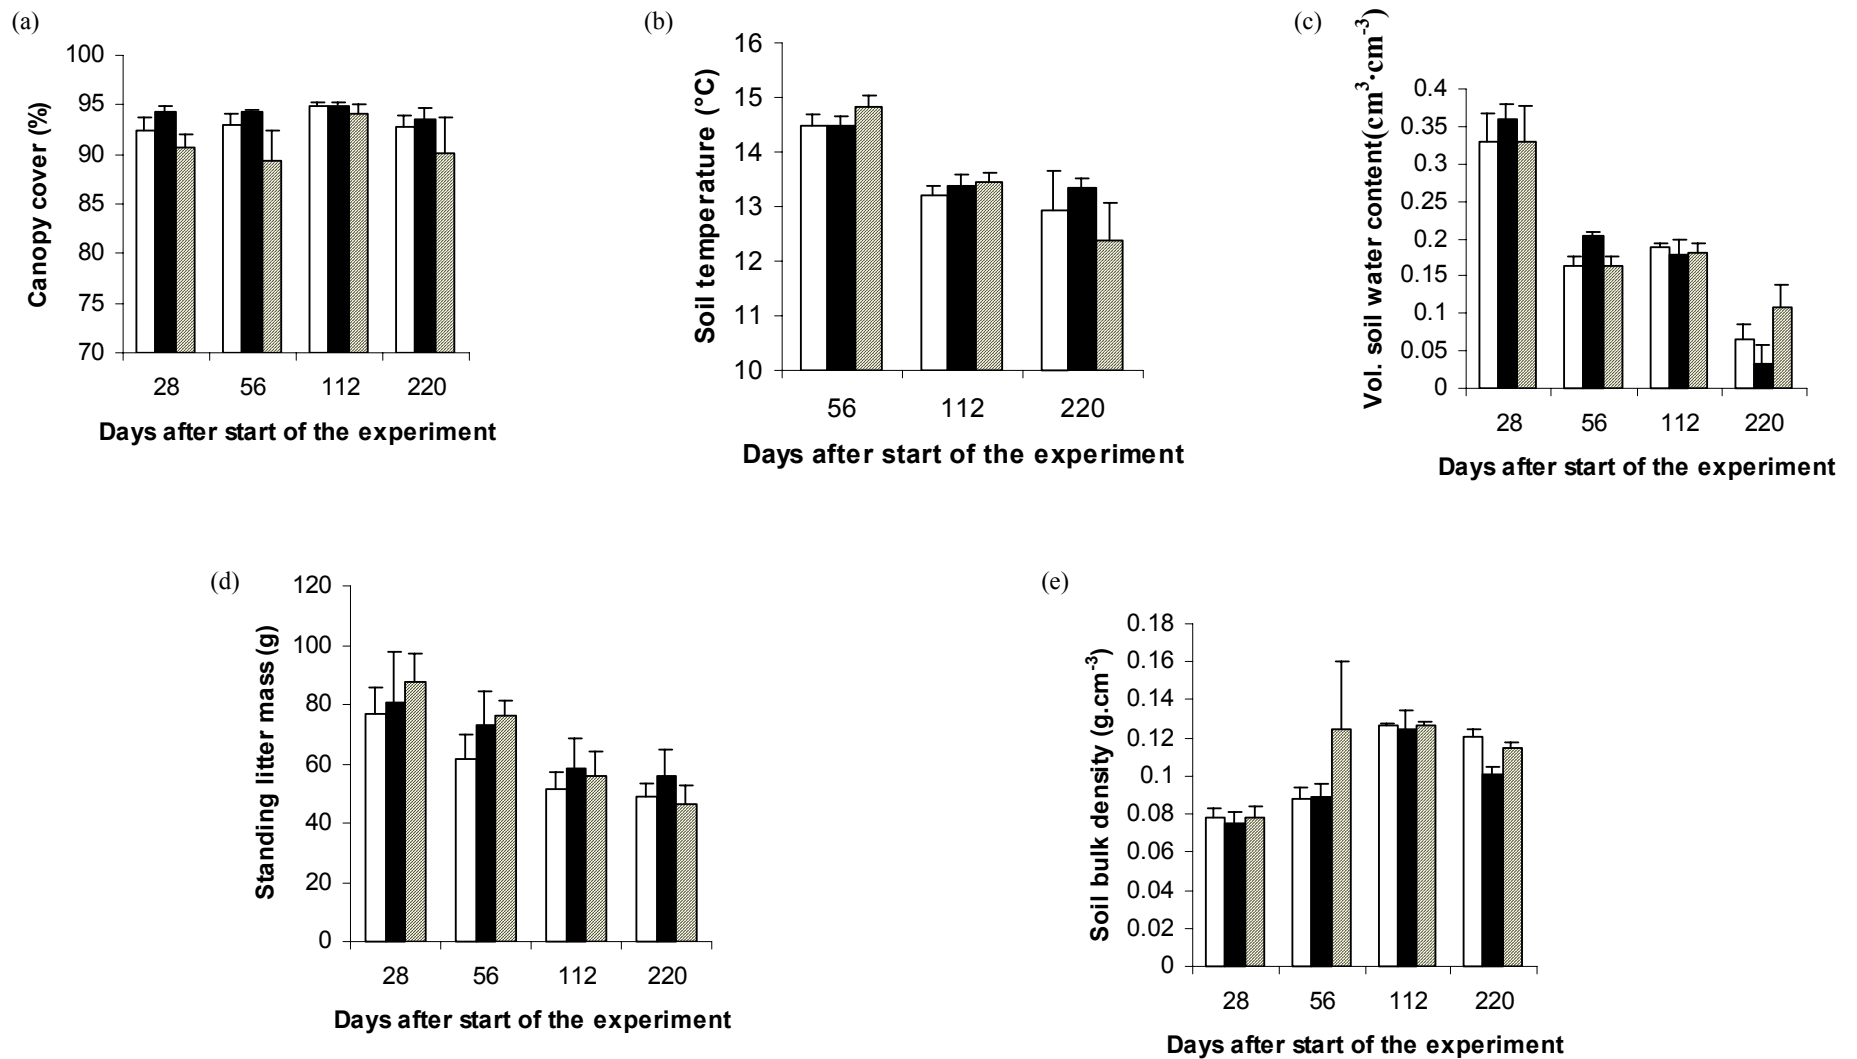 (a)
Canopy cover (%)
100
95
90
85
80
75
70
28 56 112 220
Days after start of the experiment
(b)
Soil temperature (°C)
16
15
14
13
12
11
10
56 112 220
Days after start of the experiment
(c)
Vol. soil water content(cm³·cm⁻³)
0.4
0.35
0.3
0.25
0.2
0.15
0.1
0.05
0
28 56 112 220
Days after start of the experiment
(d)
Standing litter mass (g)
120
100
80
60
40
20
0
28 56 112 220
Days after start of the experiment
(e)
Soil bulk density (g.cm⁻³)
0.18
0.16
0.14
0.12
0.1
0.08
0.06
0.04
0.02
0
28 56 112 220
Days after start of the experiment